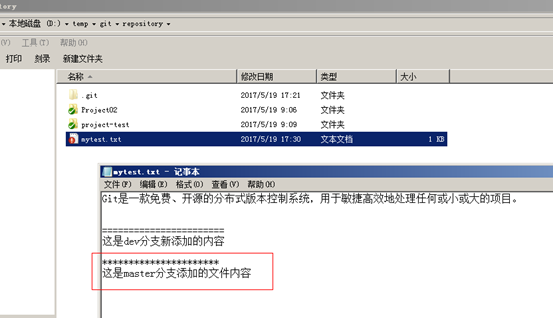 ory
本地磁盘 (D:) ▸ temp ▸ git ▸ repository ▸
(V) 工具(T) 帮助(H)
打印 刻录 新建文件夹
名称 修改日期 类型 大小
.git 2017/5/19 17:21 文件夹
Project02 2017/5/19 9:06 文件夹
project-test 2017/5/19 9:09 文件夹
mytest.txt 2017/5/19 17:30 文本文档 1 KB
mytest.txt - 记事本
文件(F) 编辑(E) 格式(O) 查看(V) 帮助(H)
Git是一款免费、开源的分布式版本控制系统，用于敏捷高效地处理任何或小或大的项目。
=======================
这是dev分支新添加的内容
**********************
这是master分支添加的文件内容